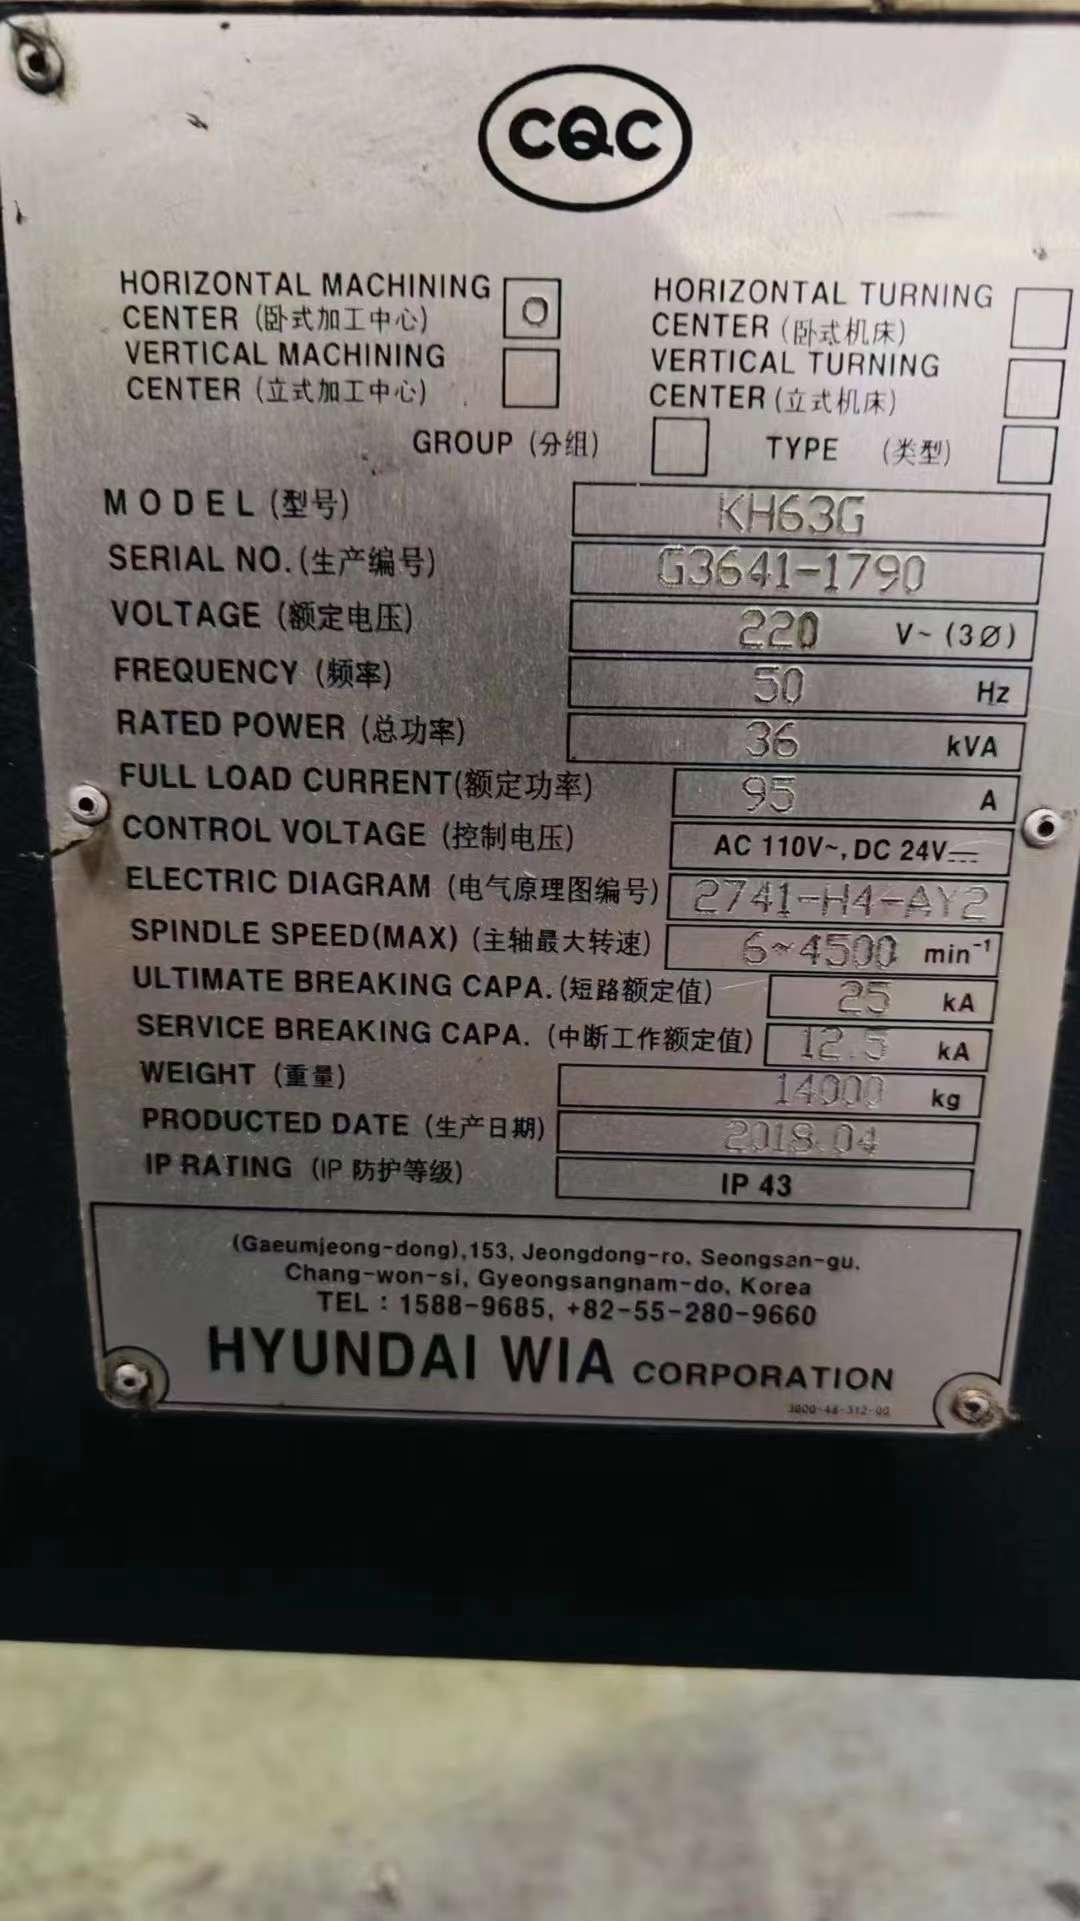 CQC
HORIZONTAL MACHINING CENTER (卧式加工中心) O
HORIZONTAL TURNING CENTER (卧式机床)
VERTICAL MACHINING CENTER (立式加工中心)
VERTICAL TURNING CENTER (立式机床)
GROUP (分组) TYPE (类型)
MODEL (型号) KH63G
SERIAL NO. (生产编号) G3641-1790
VOLTAGE (额定电压) 220 V~ (3Ø)
FREQUENCY (频率) 50 Hz
RATED POWER (总功率) 36 kVA
FULL LOAD CURRENT(额定功率) 95 A
CONTROL VOLTAGE (控制电压) AC 110V~, DC 24V⎓
ELECTRIC DIAGRAM (电气原理图编号) 2741-H4-AY2
SPINDLE SPEED(MAX) (主轴最大转速) 6~4500 min⁻¹
ULTIMATE BREAKING CAPA. (短路额定值) 25 kA
SERVICE BREAKING CAPA. (中断工作额定值) 12.5 kA
WEIGHT (重量) 14000 kg
PRODUCTED DATE (生产日期) 2018.04
IP RATING (IP 防护等级) IP 43
(Gaeumjeong-dong),153, Jeongdong-ro, Seongsan-gu,
Chang-won-si, Gyeongsangnam-do, Korea
TEL : 1588-9685, +82-55-280-9660
HYUNDAI WIA CORPORATION